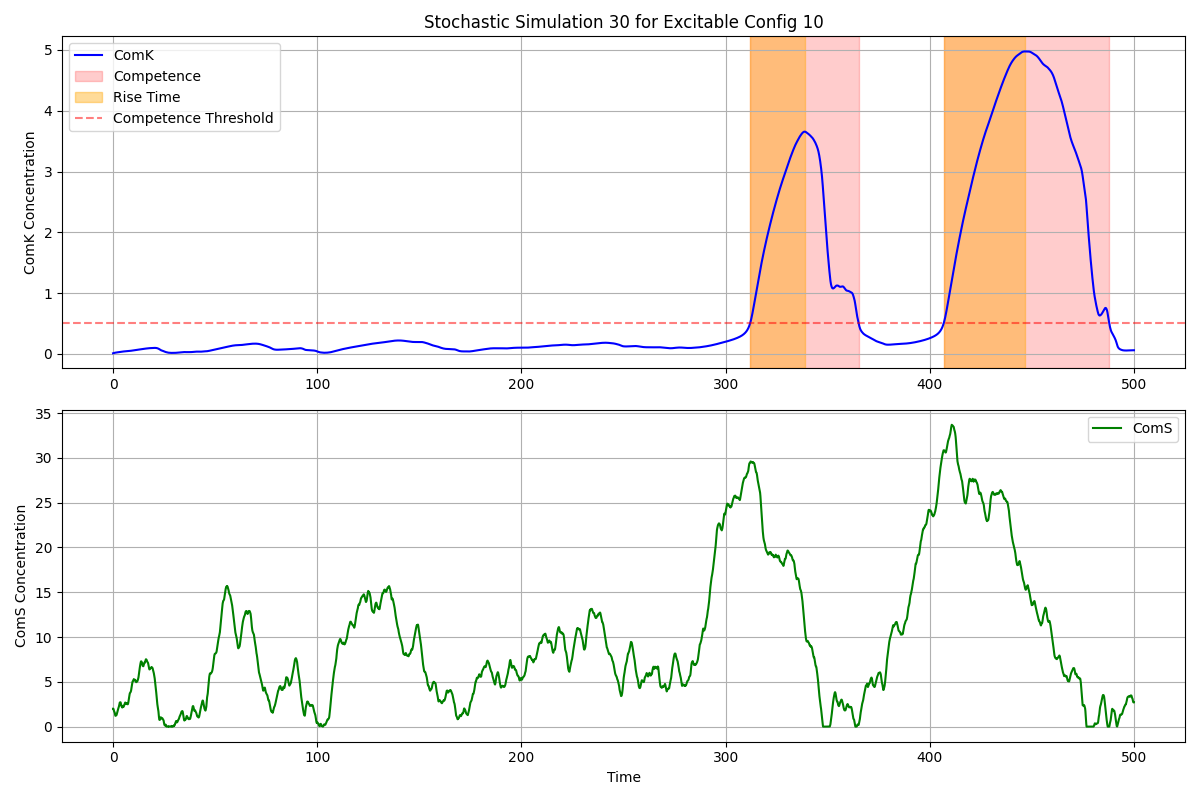 Stochastic Simulation 30 for Excitable Config 10
ComK
Competence
Rise Time
Competence Threshold
ComK Concentration
5
4
3
2
1
0
0 100 200 300 400 500
ComS
ComS Concentration
35
30
25
20
15
10
5
0
0 100 200 300 400 500
Time